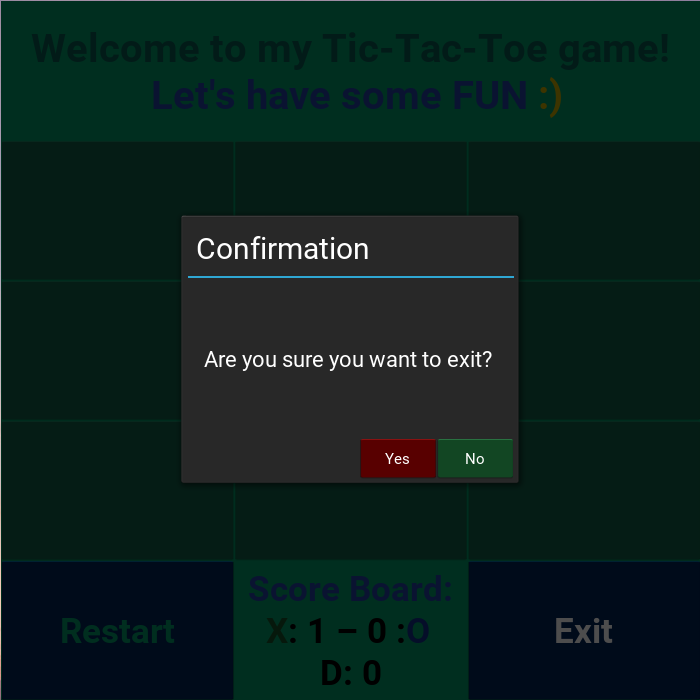 Welcome to my Tic-Tac-Toe game!
Let's have some FUN :)
Confirmation
Are you sure you want to exit?
Yes
No
Restart
Score Board:
X: 1 – 0 :O
D: 0
Exit